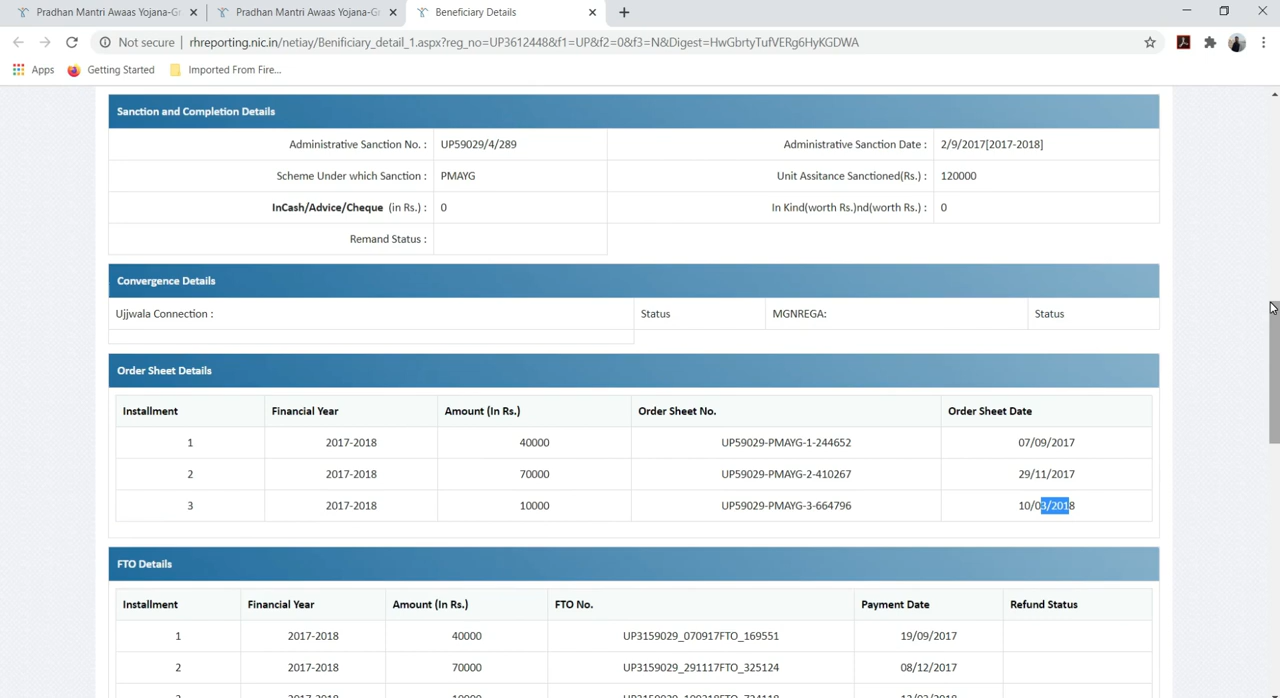 Pradhan Mantri Awaas Yojana-Gr
Pradhan Mantri Awaas Yojana-Gr
Beneficiary Details
Not secure | rhreporting.nic.in/netiay/Benificiary_detail_1.aspx?reg_no=UP3612448&f1=UP&f2=0&f3=N&Digest=HwGbrtyTufVERg6HyKGDWA
Apps Getting Started Imported From Fire...
Sanction and Completion Details
Administrative Sanction No. : UP59029/4/289 Administrative Sanction Date : 2/9/2017[2017-2018]
Scheme Under which Sanction : PMAYG Unit Assitance Sanctioned(Rs.) : 120000
InCash/Advice/Cheque (in Rs.) : 0 In Kind(worth Rs.)nd(worth Rs.) : 0
Remand Status :
Convergence Details
Ujjwala Connection : Status MGNREGA: Status
Order Sheet Details
Installment Financial Year Amount (In Rs.) Order Sheet No. Order Sheet Date
1 2017-2018 40000 UP59029-PMAYG-1-244652 07/09/2017
2 2017-2018 70000 UP59029-PMAYG-2-410267 29/11/2017
3 2017-2018 10000 UP59029-PMAYG-3-664796 10/03/2018
FTO Details
Installment Financial Year Amount (In Rs.) FTO No. Payment Date Refund Status
1 2017-2018 40000 UP3159029_070917FTO_169551 19/09/2017
2 2017-2018 70000 UP3159029_291117FTO_325124 08/12/2017
2017-2018 10000